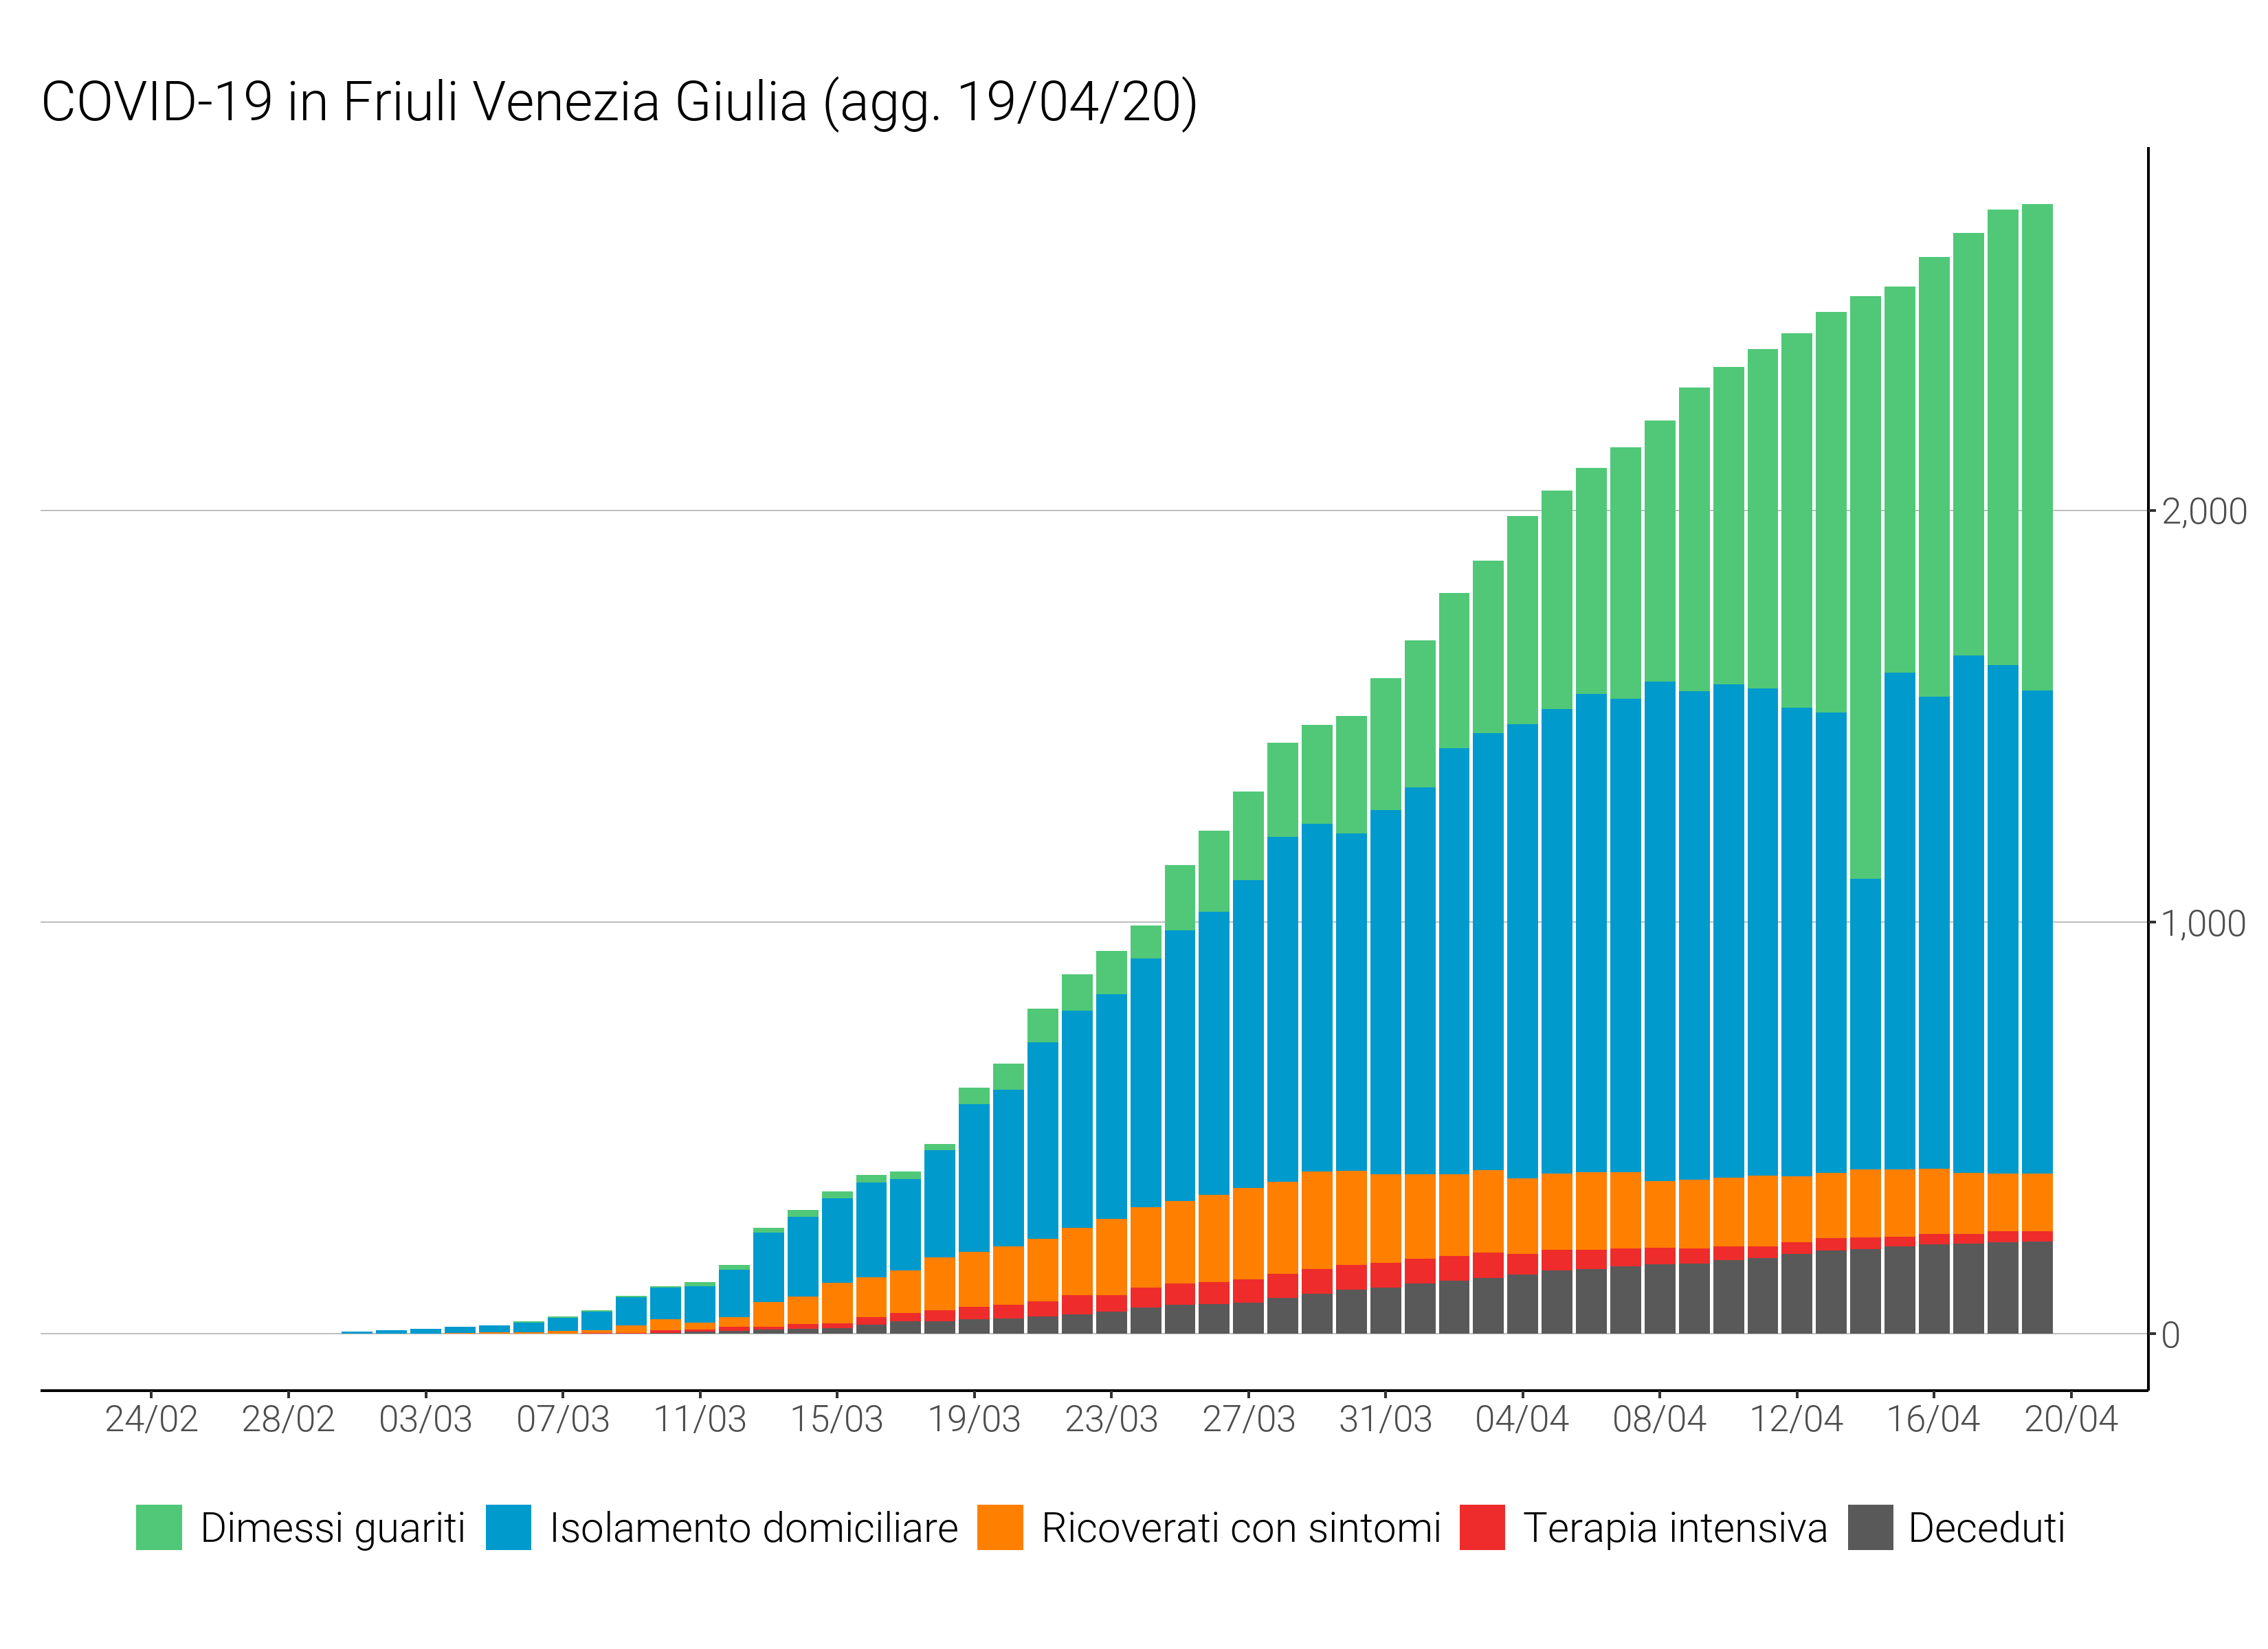 COVID-19 in Friuli Venezia Giulia (agg. 19/04/20)
2,000
1,000
0
24/02 28/02 03/03 07/03 11/03 15/03 19/03 23/03 27/03 31/03 04/04 08/04 12/04 16/04 20/04
Dimessi guariti Isolamento domiciliare Ricoverati con sintomi Terapia intensiva Deceduti